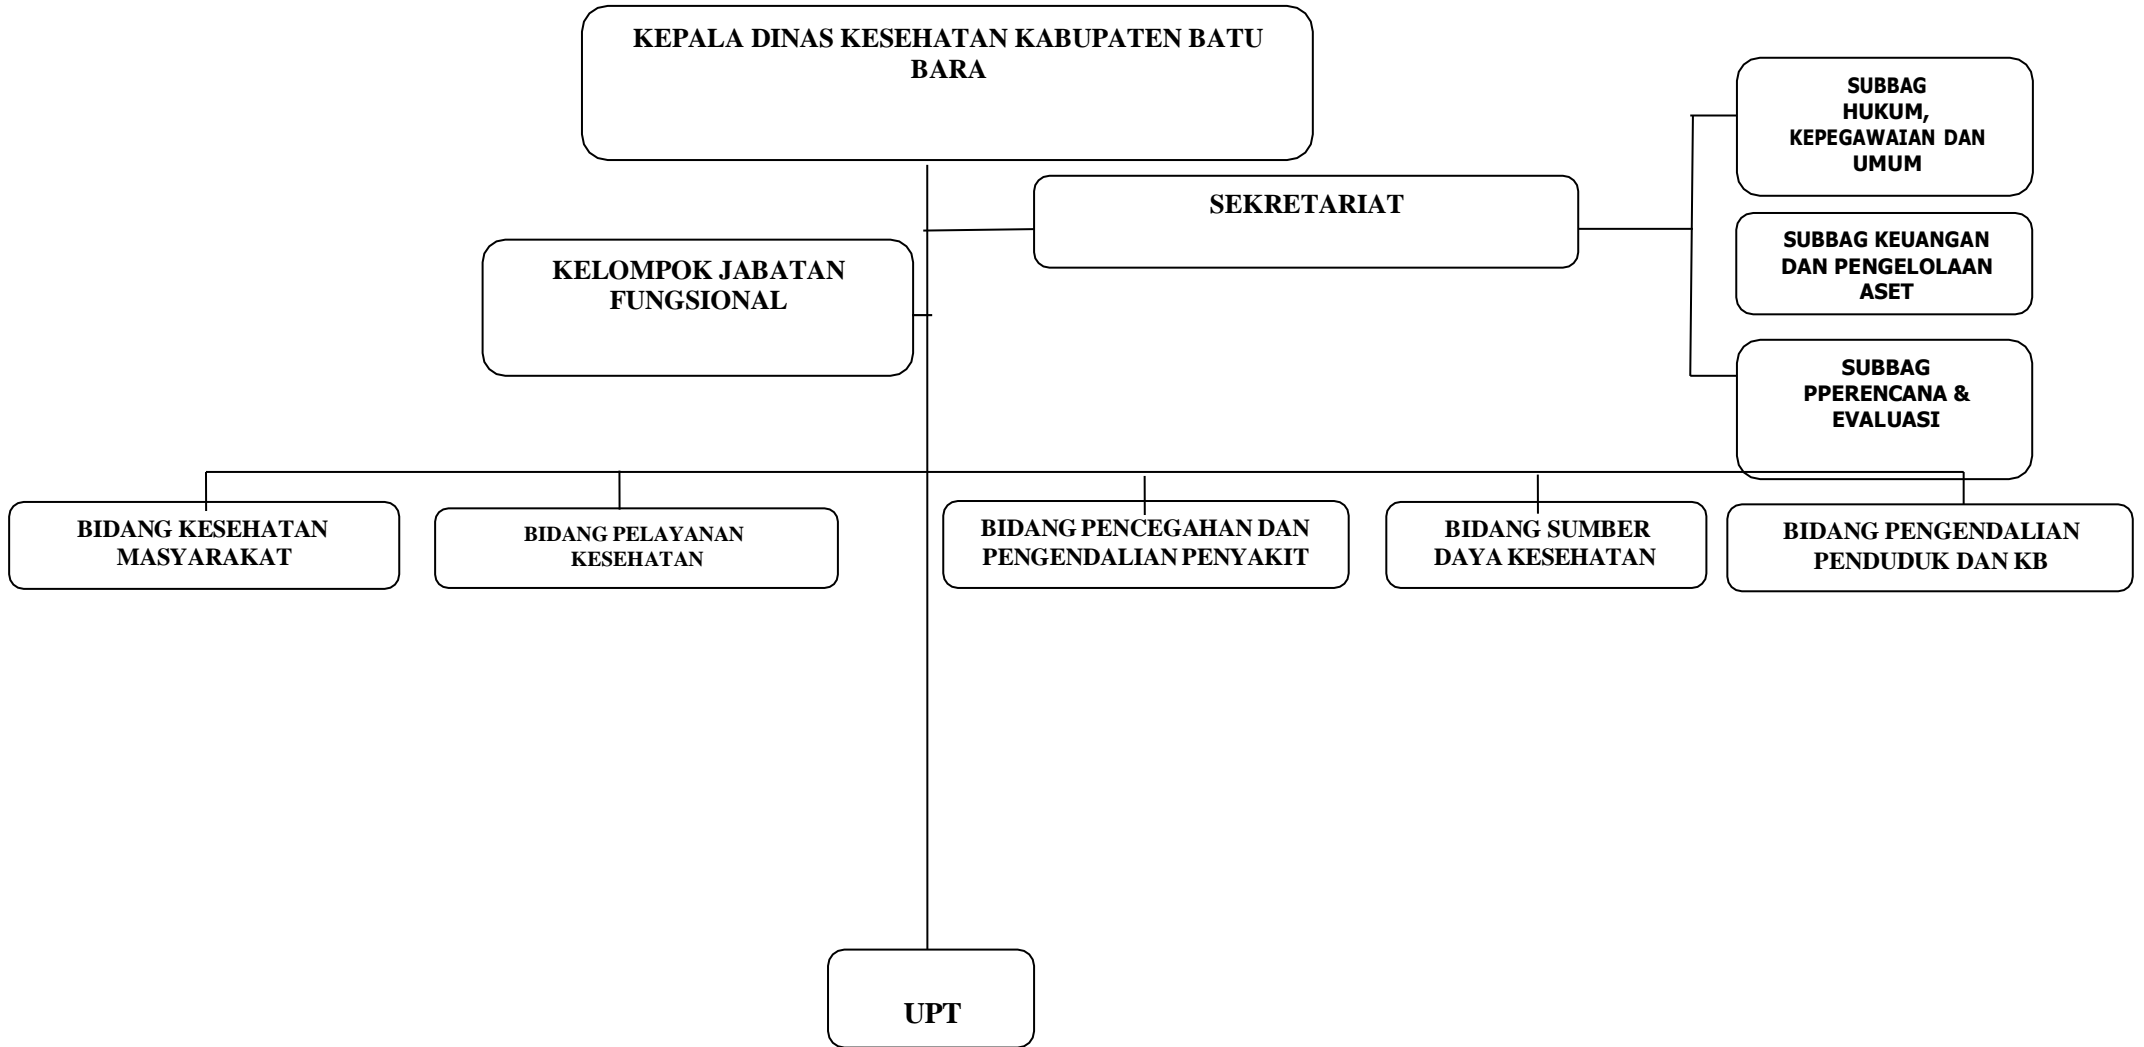 KEPALA DINAS KESEHATAN KABUPATEN BATU
BARA
SUBBAG
HUKUM,
KEPEGAWAIAN DAN
UMUM
SEKRETARIAT
SUBBAG KEUANGAN
DAN PENGELOLAAN
ASET
KELOMPOK JABATAN
FUNGSIONAL
SUBBAG
PPERENCANA &
EVALUASI
BIDANG KESEHATAN
MASYARAKAT
BIDANG PELAYANAN
KESEHATAN
BIDANG PENCEGAHAN DAN
PENGENDALIAN PENYAKIT
BIDANG SUMBER
DAYA KESEHATAN
BIDANG PENGENDALIAN
PENDUDUK DAN KB
UPT